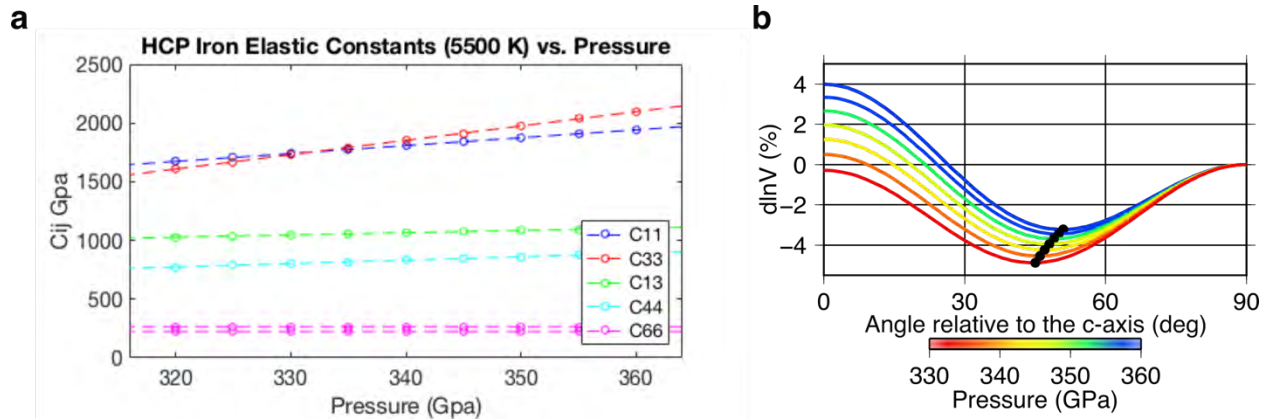 a
HCP Iron Elastic Constants (5500 K) vs. Pressure
2500
2000
1500
1000
500
0
Cij Gpa
320 330 340 350 360
Pressure (Gpa)
C11
C33
C13
C44
C66
b
4
2
0
−2
−4
dlnV (%)
0 30 60 90
Angle relative to the c-axis (deg)
330 340 350 360
Pressure (GPa)